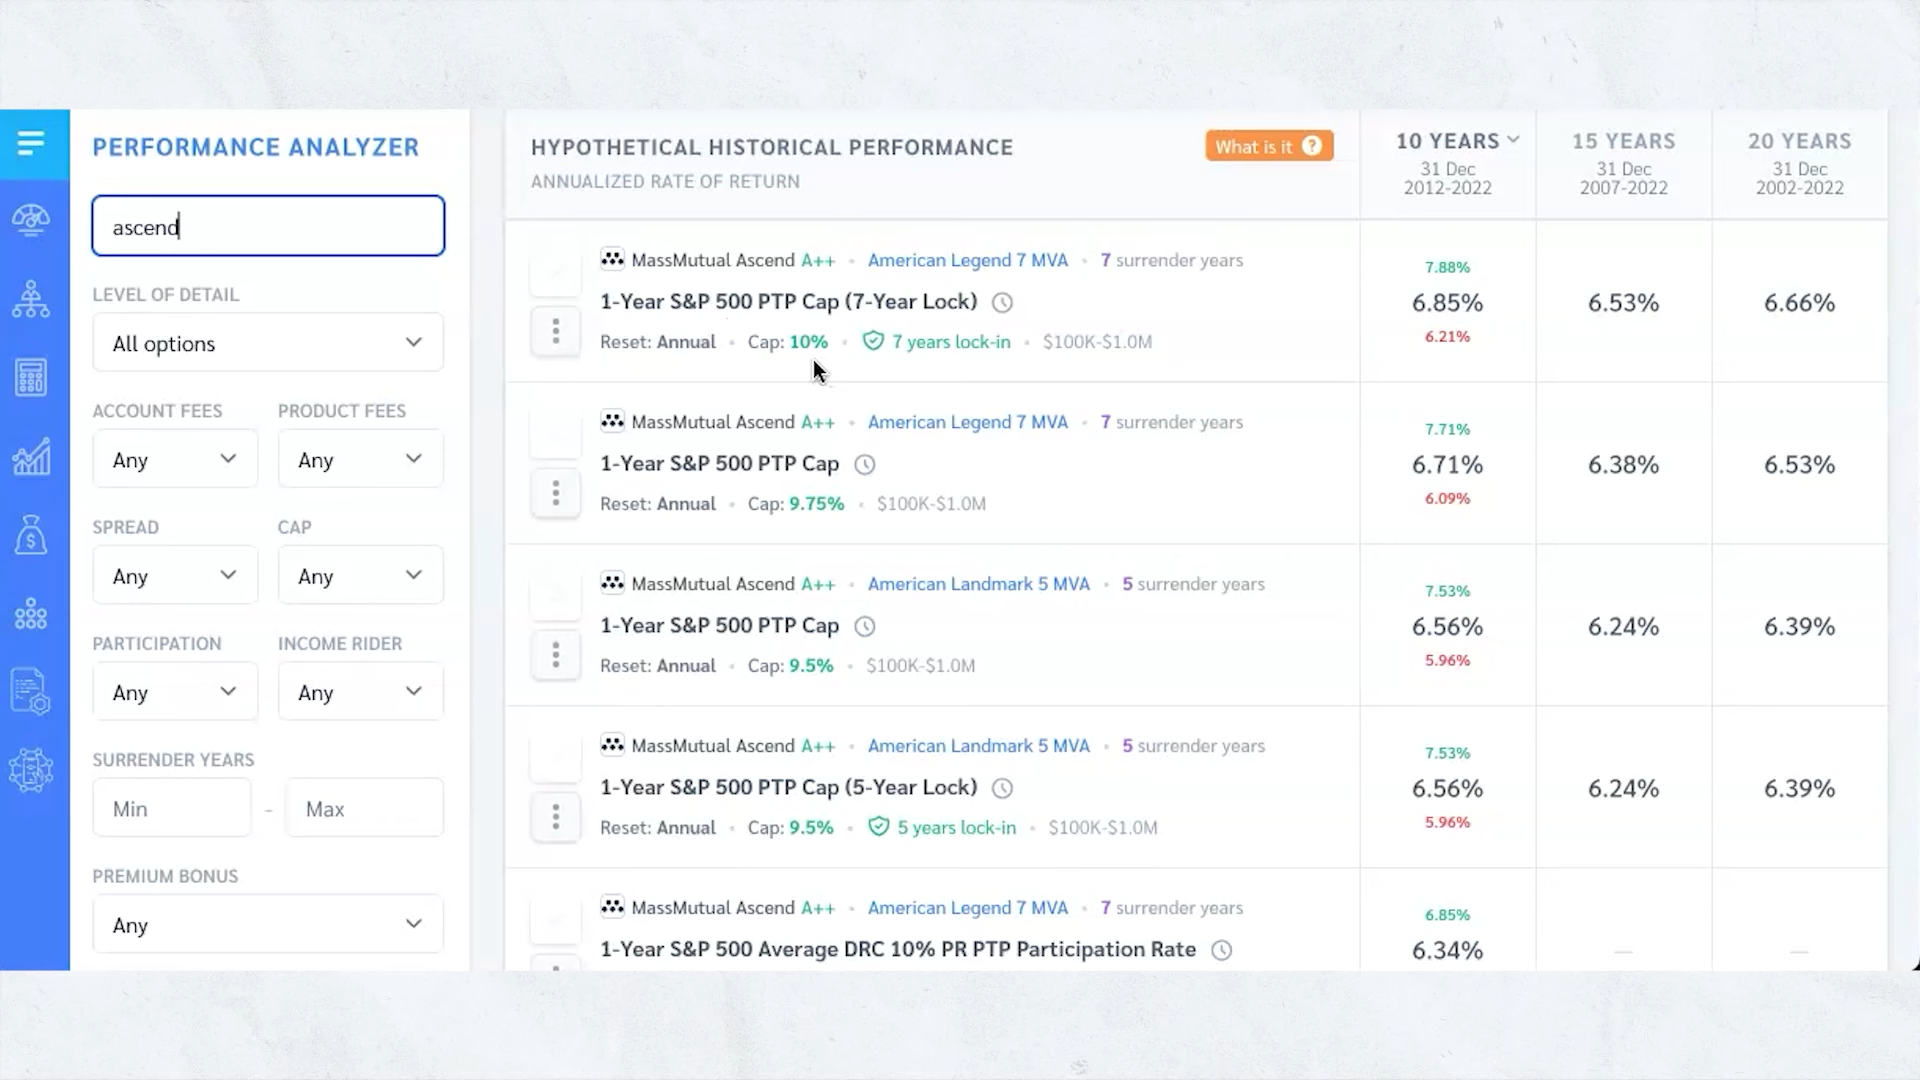 PERFORMANCE ANALYZER
ascend
LEVEL OF DETAIL
All options
ACCOUNT FEES PRODUCT FEES
Any Any
SPREAD CAP
Any Any
PARTICIPATION INCOME RIDER
Any Any
SURRENDER YEARS
Min - Max
PREMIUM BONUS
Any
HYPOTHETICAL HISTORICAL PERFORMANCE
ANNUALIZED RATE OF RETURN
What is it ?
10 YEARS 15 YEARS 20 YEARS
31 Dec 31 Dec 31 Dec
2012-2022 2007-2022 2002-2022
MassMutual Ascend A++ • American Legend 7 MVA • 7 surrender years
1-Year S&P 500 PTP Cap (7-Year Lock)
Reset: Annual • Cap: 10% • 7 years lock-in • $100K-$1.0M
7.88%
6.85% 6.53% 6.66%
6.21%
MassMutual Ascend A++ • American Legend 7 MVA • 7 surrender years
1-Year S&P 500 PTP Cap
Reset: Annual • Cap: 9.75% • $100K-$1.0M
7.71%
6.71% 6.38% 6.53%
6.09%
MassMutual Ascend A++ • American Landmark 5 MVA • 5 surrender years
1-Year S&P 500 PTP Cap
Reset: Annual • Cap: 9.5% • $100K-$1.0M
7.53%
6.56% 6.24% 6.39%
5.96%
MassMutual Ascend A++ • American Landmark 5 MVA • 5 surrender years
1-Year S&P 500 PTP Cap (5-Year Lock)
Reset: Annual • Cap: 9.5% • 5 years lock-in • $100K-$1.0M
7.53%
6.56% 6.24% 6.39%
5.96%
MassMutual Ascend A++ • American Legend 7 MVA • 7 surrender years
1-Year S&P 500 Average DRC 10% PR PTP Participation Rate
6.85%
6.34% — —